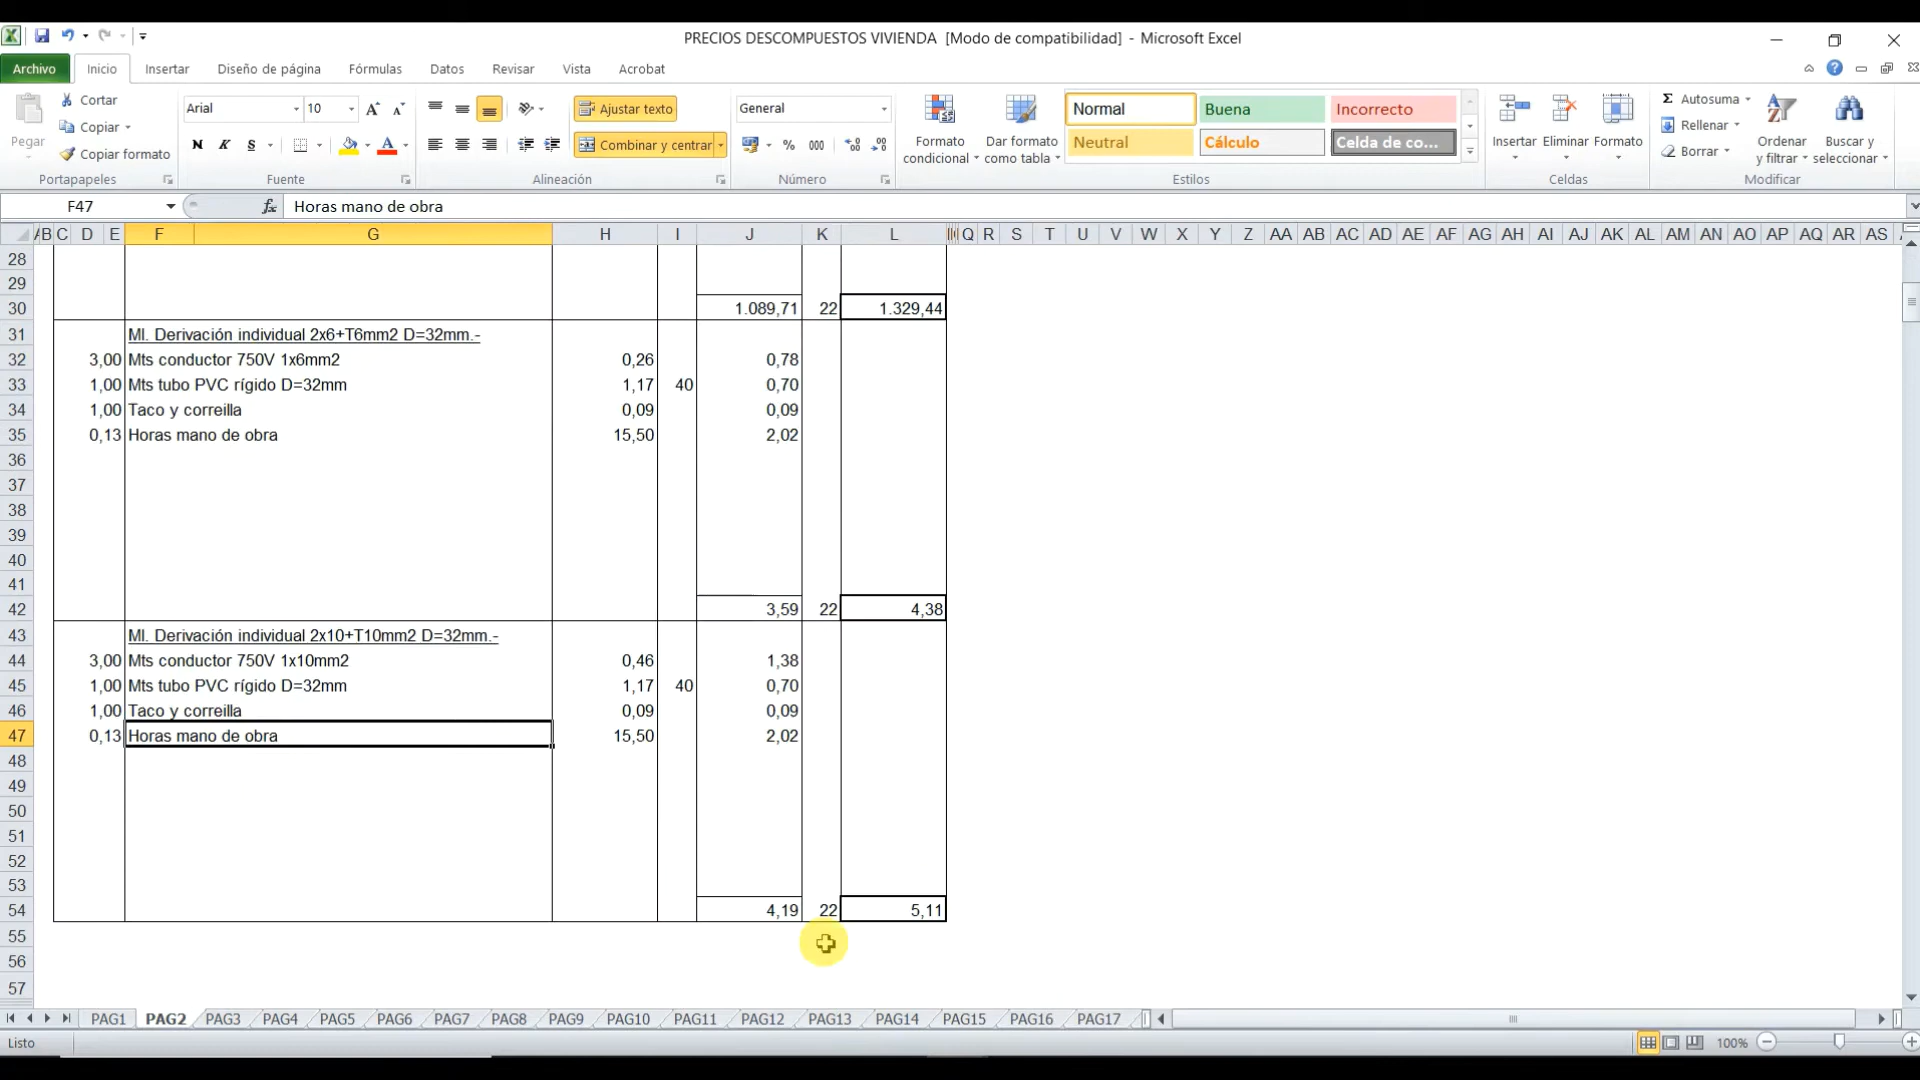 PRECIOS DESCOMPUESTOS VIVIENDA [Modo de compatibilidad] - Microsoft Excel
Archivo Inicio Insertar Diseño de página Fórmulas Datos Revisar Vista Acrobat
Pegar
Cortar
Copiar
Copiar formato
Portapapeles
Arial 10
N K S
Fuente
Ajustar texto
Combinar y centrar
Alineación
General
% 000
Número
Formato condicional
Dar formato como tabla
Normal Buena Incorrecto
Neutral Cálculo Celda de co...
Estilos
Insertar Eliminar Formato
Celdas
Σ Autosuma
Rellenar
Borrar
Ordenar y filtrar
Buscar y seleccionar
Modificar
F47 fx Horas mano de obra
A B C D E F G H I J K L Q R S T U V W X Y Z AA AB AC AD AE AF AG AH AI AJ AK AL AM AN AO AP AQ AR AS
28
29
30 1.089,71 22 1.329,44
31 Ml. Derivación individual 2x6+T6mm2 D=32mm.-
32 3,00 Mts conductor 750V 1x6mm2 0,26 0,78
33 1,00 Mts tubo PVC rígido D=32mm 1,17 40 0,70
34 1,00 Taco y correilla 0,09 0,09
35 0,13 Horas mano de obra 15,50 2,02
36
37
38
39
40
41
42 3,59 22 4,38
43 Ml. Derivación individual 2x10+T10mm2 D=32mm.-
44 3,00 Mts conductor 750V 1x10mm2 0,46 1,38
45 1,00 Mts tubo PVC rígido D=32mm 1,17 40 0,70
46 1,00 Taco y correilla 0,09 0,09
47 0,13 Horas mano de obra 15,50 2,02
48
49
50
51
52
53
54 4,19 22 5,11
55
56
57
PAG1 PAG2 PAG3 PAG4 PAG5 PAG6 PAG7 PAG8 PAG9 PAG10 PAG11 PAG12 PAG13 PAG14 PAG15 PAG16 PAG17
Listo 100%